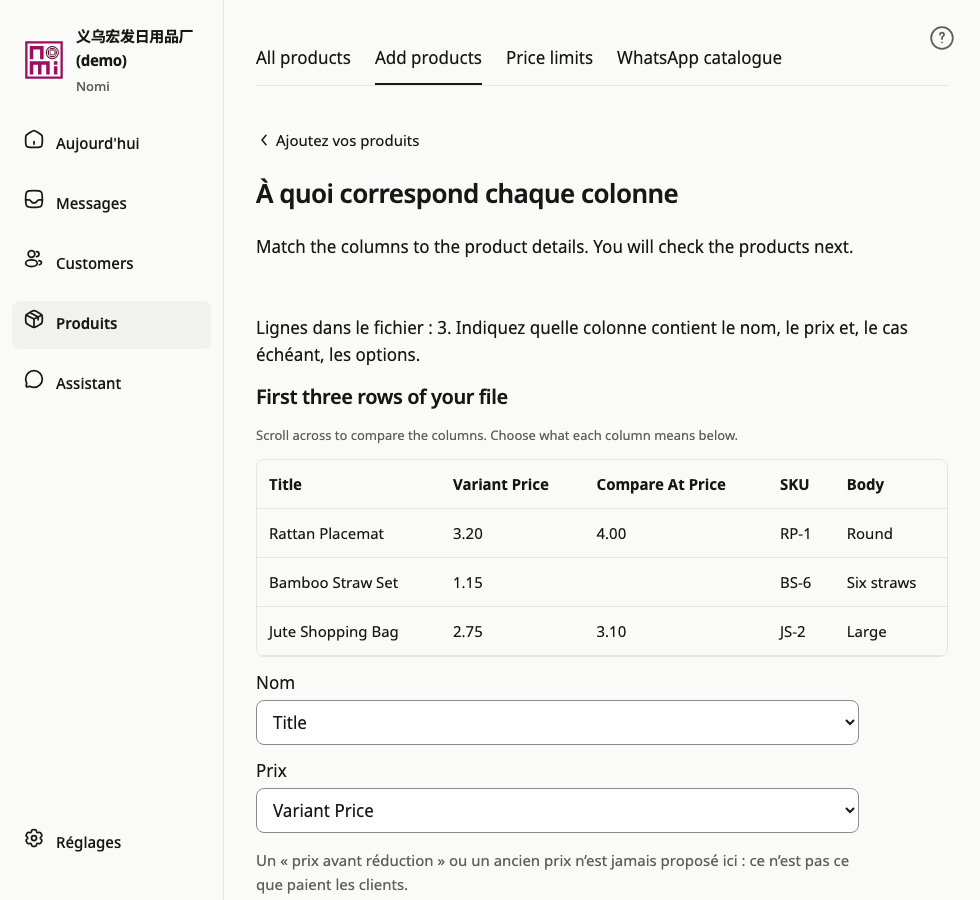 义乌宏发日用品厂
(demo)
Nomi
nomi
Aujourd'hui
Messages
Customers
Produits
Assistant
Réglages
All products
Add products
Price limits
WhatsApp catalogue
?
Ajoutez vos produits
À quoi correspond chaque colonne
Match the columns to the product details. You will check the products next.
Lignes dans le fichier : 3. Indiquez quelle colonne contient le nom, le prix et, le cas
échéant, les options.
First three rows of your file
Scroll across to compare the columns. Choose what each column means below.
Title Variant Price Compare At Price SKU Body
Rattan Placemat 3.20 4.00 RP-1 Round
Bamboo Straw Set 1.15 BS-6 Six straws
Jute Shopping Bag 2.75 3.10 JS-2 Large
Nom
Title
Prix
Variant Price
Un « prix avant réduction » ou un ancien prix n’est jamais proposé ici : ce n’est pas ce
que paient les clients.